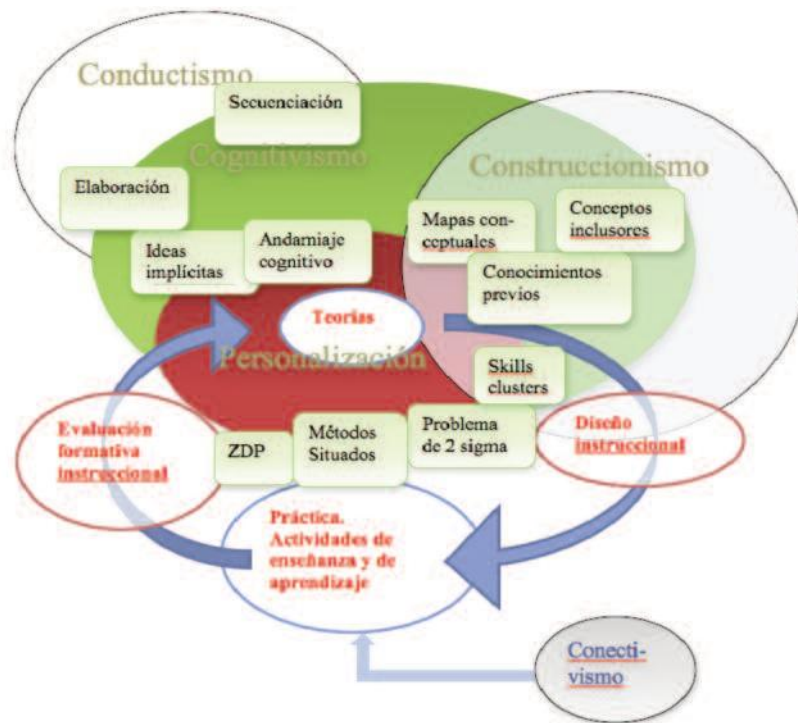 Conductismo
Secuenciación
Cognitivismo
Construccionismo
Elaboración
Mapas con-
ceptuales
Conceptos
inclusores
Ideas
implícitas
Andamiaje
cognitivo
Conocimientos
previos
Teorías
Personalización
Skills
clusters
Evaluación
formativa
instruccional
ZDP
Métodos
Situados
Problema
de 2 sigma
Diseño
instruccional
Práctica.
Actividades de
enseñanza y de
aprendizaje
Conecti-
vismo